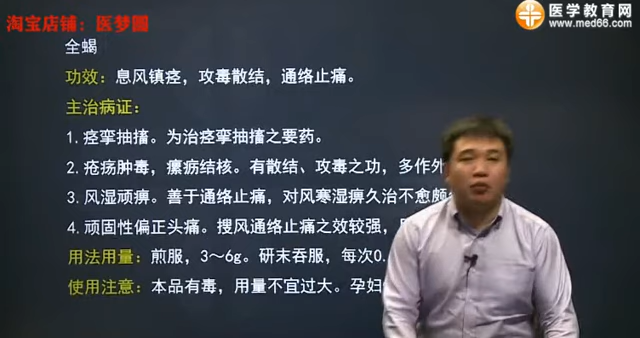 淘宝店铺：医梦圆
医学教育网
www.med66.com
全蝎
功效：息风镇痉，攻毒散结，通络止痛。
主治病证：
1.痉挛抽搐。为治痉挛抽搐之要药。
2.疮疡肿毒，瘰疬结核。有散结、攻毒之功，多作外
3.风湿顽痹。善于通络止痛，对风寒湿痹久治不愈颇
4.顽固性偏正头痛。搜风通络止痛之效较强，
用法用量：煎服，3～6g。研末吞服，每次0.
使用注意：本品有毒，用量不宜过大。孕妇